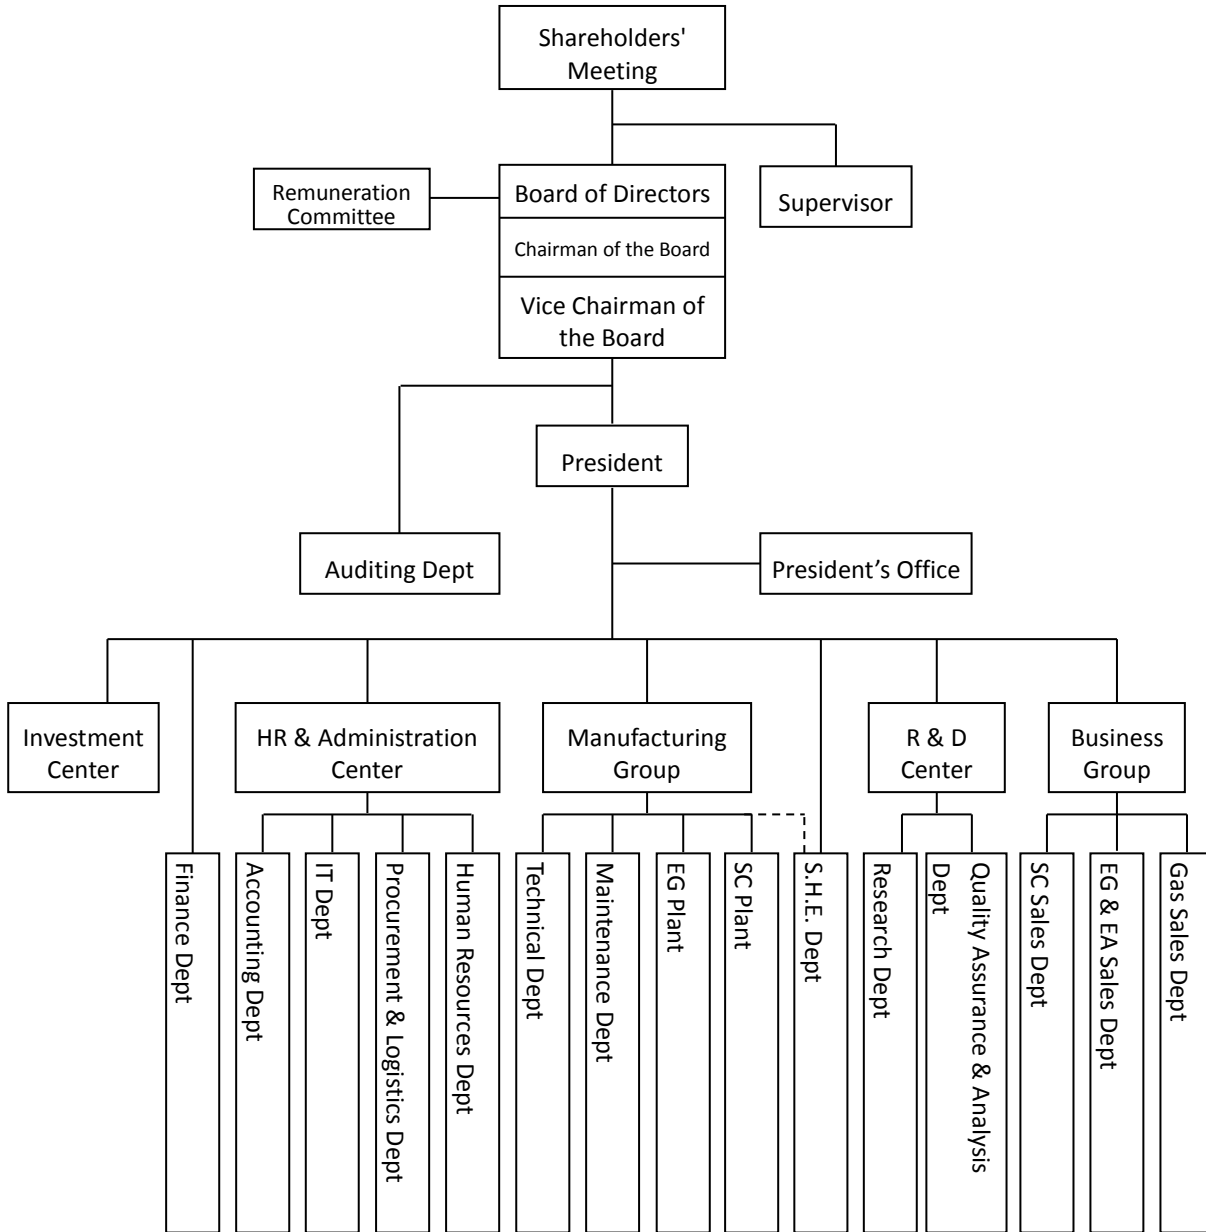 Shareholders'
Meeting
Remuneration
Committee
Board of Directors
Supervisor
Chairman of the Board
Vice Chairman of
the Board
President
Auditing Dept
President’s Office
Investment
Center
HR & Administration
Center
Manufacturing
Group
R & D
Center
Business
Group
Finance Dept
Accounting Dept
IT Dept
Procurement & Logistics Dept
Human Resources Dept
Technical Dept
Maintenance Dept
EG Plant
SC Plant
S.H.E. Dept
Research Dept
Quality Assurance & Analysis
Dept
SC Sales Dept
EG & EA Sales Dept
Gas Sales Dept